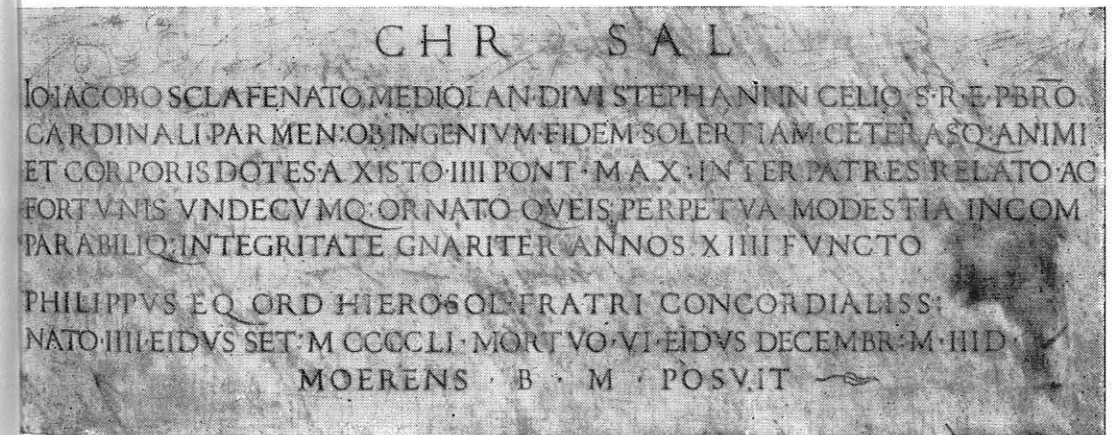 CHR SAL
IO·IACOBO SCLAFENATO MEDIOLAN·DIVI STEPHANNN CELIO·S·R·E·PBRŌ
CARDINALI·PARMEN:OB INGENIVM·FIDEM·SOLERTIAM·CETERASQ:ANIMI
ET CORPORIS DOTES·A XISTO·IIII PONT·MAX·INTER PATRES RELATO·AC
FORTVNIS VNDECVMQ:ORNATO·QVEIS PERPETVA MODESTIA INCOM
PARABILIQ:INTEGRITATE GNARITER ANNOS XIIII FVNCTO
PHILIPPVS EQ ORD HIEROSOL·FRATRI CONCORDIALISS:
NATO·IIII·EIDVS SET:M CCCCLI·MORTVO·VI·EIDVS DECEMBR:M·IIID·
MOERENS · B · M · POSVIT